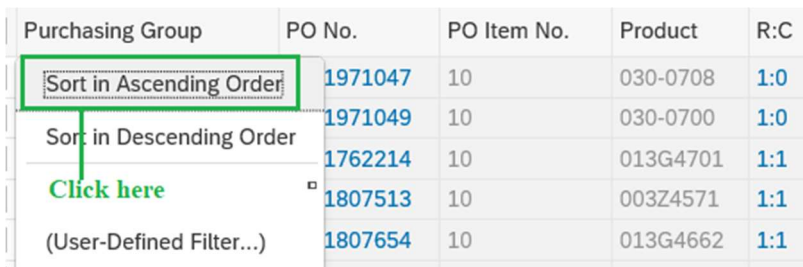 Purchasing Group PO No. PO Item No. Product R:C
Sort in Ascending Order 1971047 10 030-0708 1:0
1971049 10 030-0700 1:0
Sort in Descending Order
1762214 10 013G4701 1:1
Click here
1807513 10 003Z4571 1:1
(User-Defined Filter...) 1807654 10 013G4662 1:1